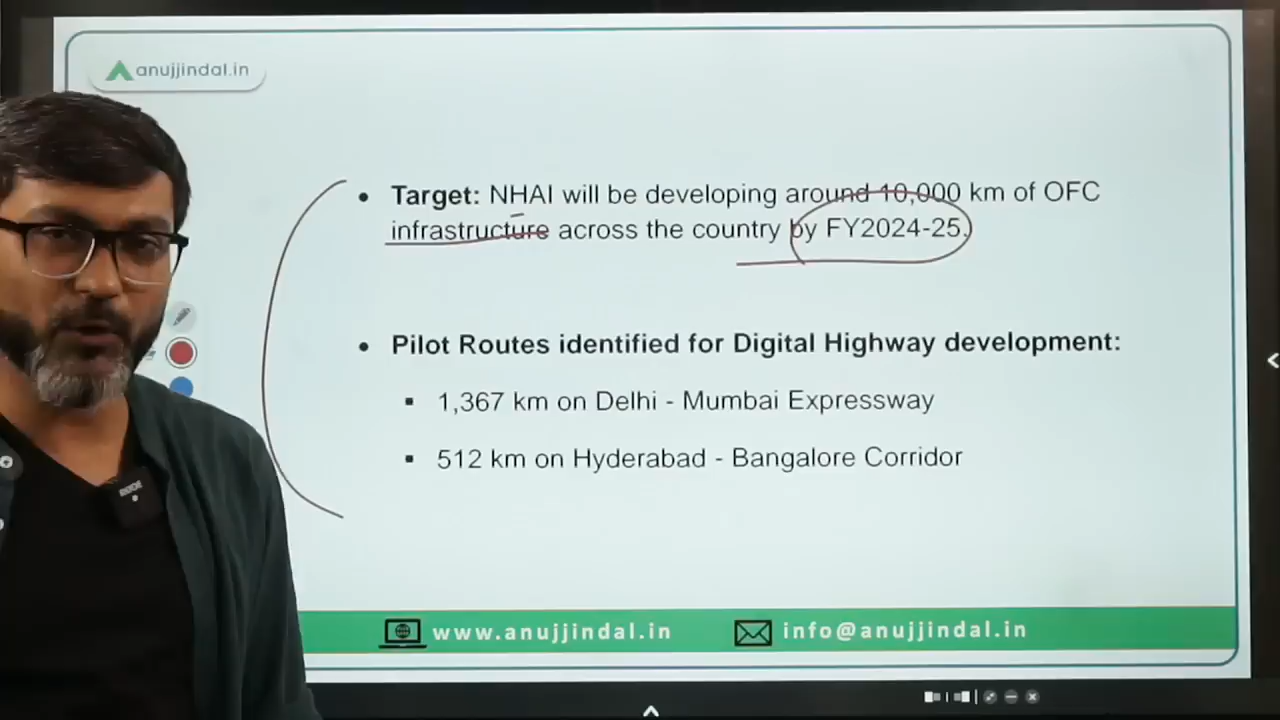 anujjindal.in
• Target: NHAI will be developing around 10,000 km of OFC
infrastructure across the country by FY2024-25.
• Pilot Routes identified for Digital Highway development:
▪ 1,367 km on Delhi - Mumbai Expressway
▪ 512 km on Hyderabad - Bangalore Corridor
www.anujjindal.in
info@anujjindal.in